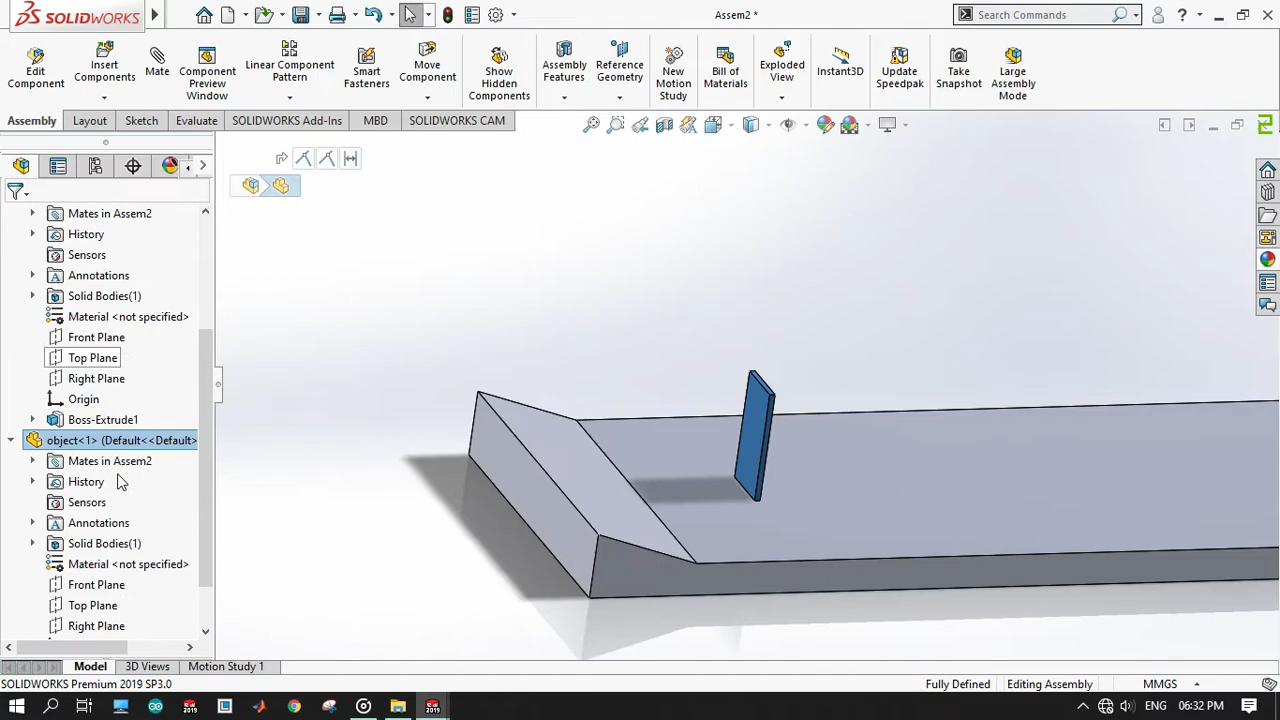 SOLIDWORKS
Assem2 *
Search Commands
?
Edit Component
Insert Components
Mate
Component Preview Window
Linear Component Pattern
Smart Fasteners
Move Component
Show Hidden Components
Assembly Features
Reference Geometry
New Motion Study
Bill of Materials
Exploded View
Instant3D
Update Speedpak
Take Snapshot
Large Assembly Mode
Assembly
Layout
Sketch
Evaluate
SOLIDWORKS Add-Ins
MBD
SOLIDWORKS CAM
Mates in Assem2
History
Sensors
Annotations
Solid Bodies(1)
Material <not specified>
Front Plane
Top Plane
Right Plane
Origin
Boss-Extrude1
object<1> (Default<<Default>
Mates in Assem2
History
Sensors
Annotations
Solid Bodies(1)
Material <not specified>
Front Plane
Top Plane
Right Plane
Model
3D Views
Motion Study 1
SOLIDWORKS Premium 2019 SP3.0
Fully Defined
Editing Assembly
MMGS
06:32 PM